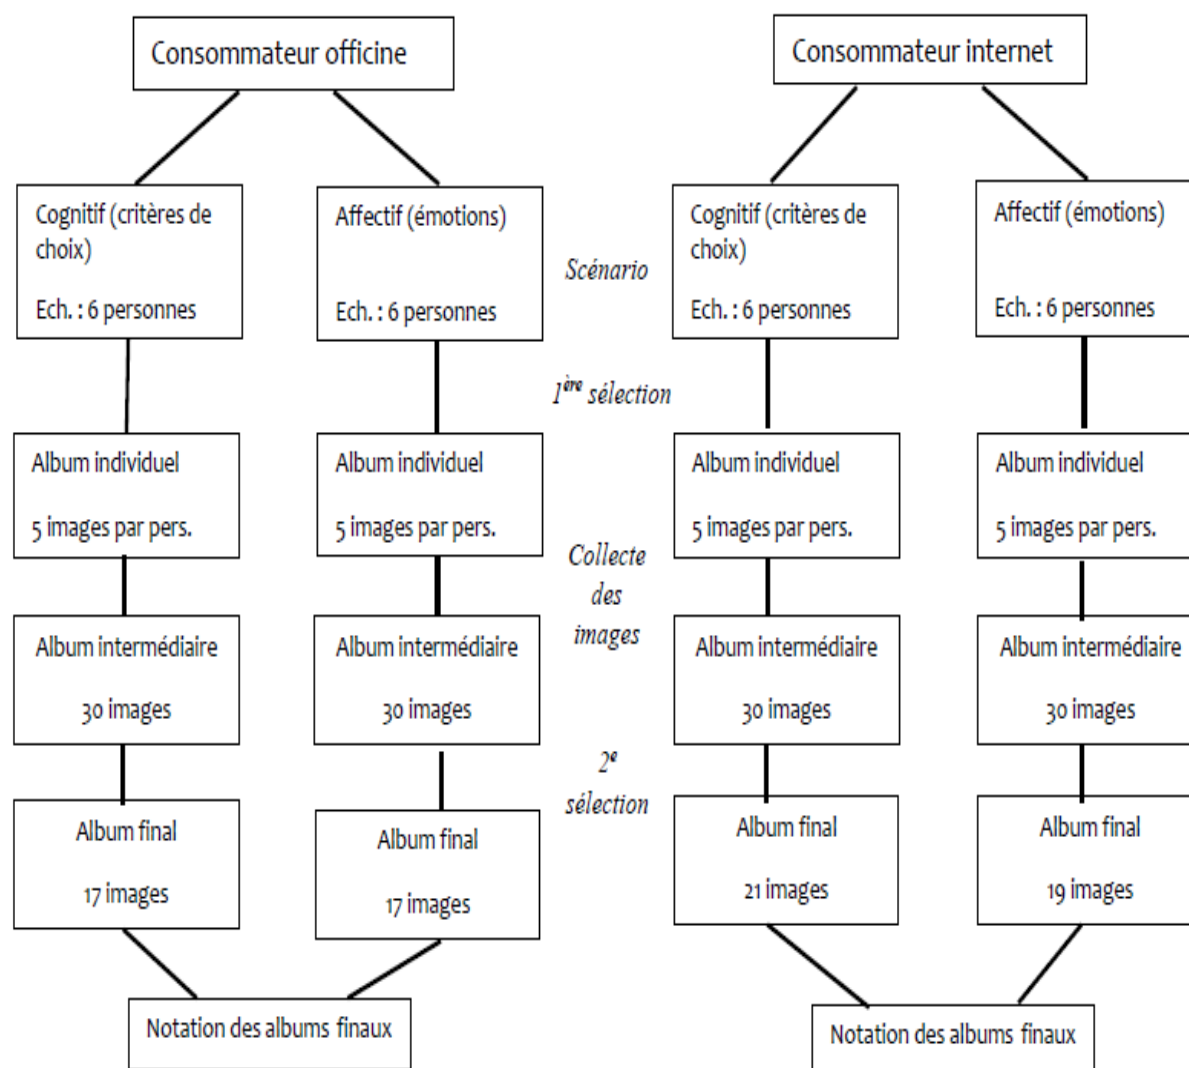 Consommateur officine
Consommateur internet
Cognitif (critères de
choix)
Ech. : 6 personnes
Affectif (émotions)
Ech. : 6 personnes
Scénario
Cognitif (critères de
choix)
Ech. : 6 personnes
Affectif (émotions)
Ech. : 6 personnes
1ère sélection
Album individuel
5 images par pers.
Album individuel
5 images par pers.
Collecte
des
images
Album individuel
5 images par pers.
Album individuel
5 images par pers.
Album intermédiaire
30 images
Album intermédiaire
30 images
Album intermédiaire
30 images
Album intermédiaire
30 images
2e
sélection
Album final
17 images
Album final
17 images
Album final
21 images
Album final
19 images
Notation des albums finaux
Notation des albums finaux